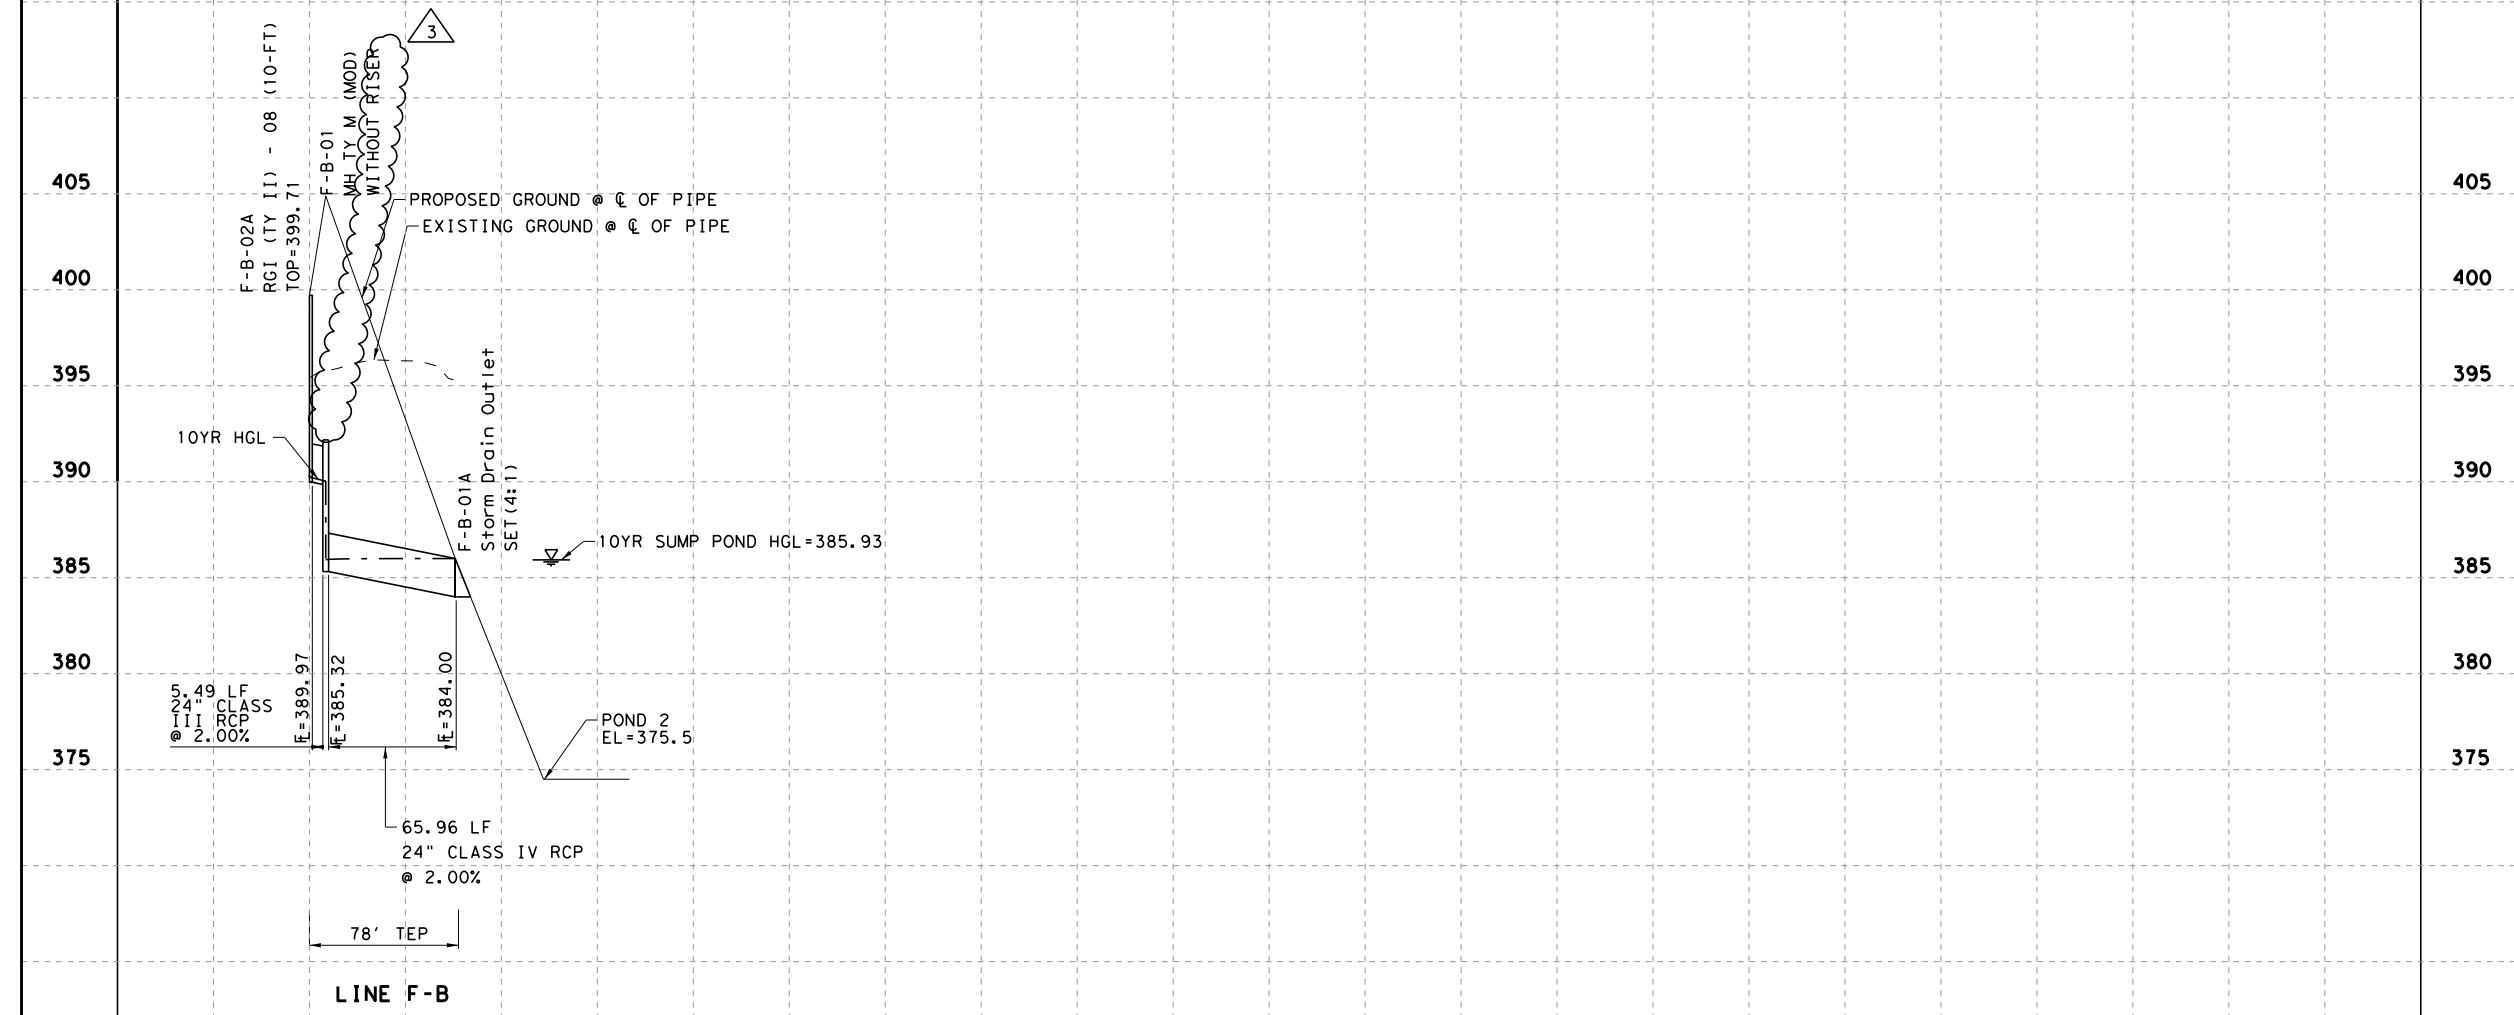 3
F-B-02A
RGI (TY II) - 08 (10-FT)
TOP=399.71
F-B-01
MH TY M (MOD)
WITHOUT RISER
405
405
PROPOSED GROUND @ ℄ OF PIPE
EXISTING GROUND @ ℄ OF PIPE
400
400
395
395
10YR HGL
390
390
F-B-01A
Storm Drain Outlet
SET(4:1)
10YR SUMP POND HGL=385.93
385
385
380
380
5.49 LF
24" CLASS
III RCP
@ 2.00%
FL=389.97
FL=385.32
FL=384.00
POND 2
EL=375.5
375
375
65.96 LF
24" CLASS IV RCP
@ 2.00%
78' TEP
LINE F-B